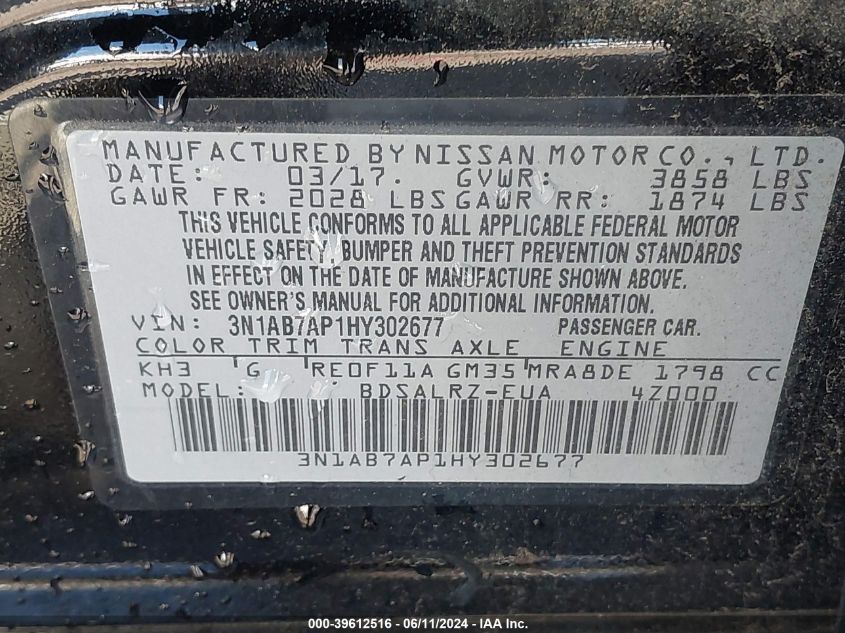 MANUFACTURED BY NISSAN MOTOR CO., LTD.
DATE: 03/17. GVWR: 3858 LBS
GAWR FR: 2028 LBS GAWR RR: 1874 LBS
THIS VEHICLE CONFORMS TO ALL APPLICABLE FEDERAL MOTOR
VEHICLE SAFETY, BUMPER AND THEFT PREVENTION STANDARDS
IN EFFECT ON THE DATE OF MANUFACTURE SHOWN ABOVE.
SEE OWNER'S MANUAL FOR ADDITIONAL INFORMATION.
VIN: 3N1AB7AP1HY302677 PASSENGER CAR.
COLOR TRIM TRANS AXLE ENGINE
KH3 G RE0F11A GM35 MRA8DE 1798 CC
MODEL: BDSALRZ-EUA 4Z000
3N1AB7AP1HY302677
000-39612516 - 06/11/2024 - IAA Inc.